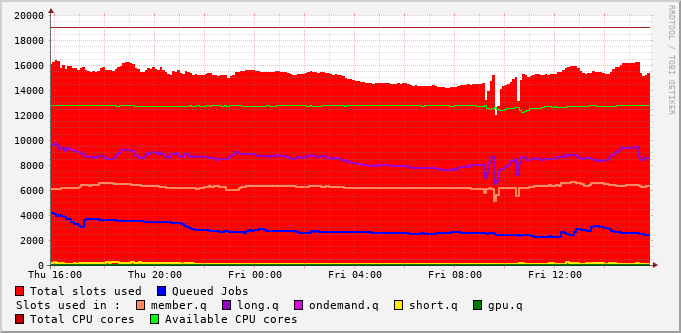 20000
18000
16000
14000
12000
10000
8000
6000
4000
2000
0
Thu 16:00 Thu 20:00 Fri 00:00 Fri 04:00 Fri 08:00 Fri 12:00
Total slots used Queued Jobs
Slots used in : member.q long.q ondemand.q short.q gpu.q
Total CPU cores Available CPU cores
RRDTOOL / TOBI OETIKER